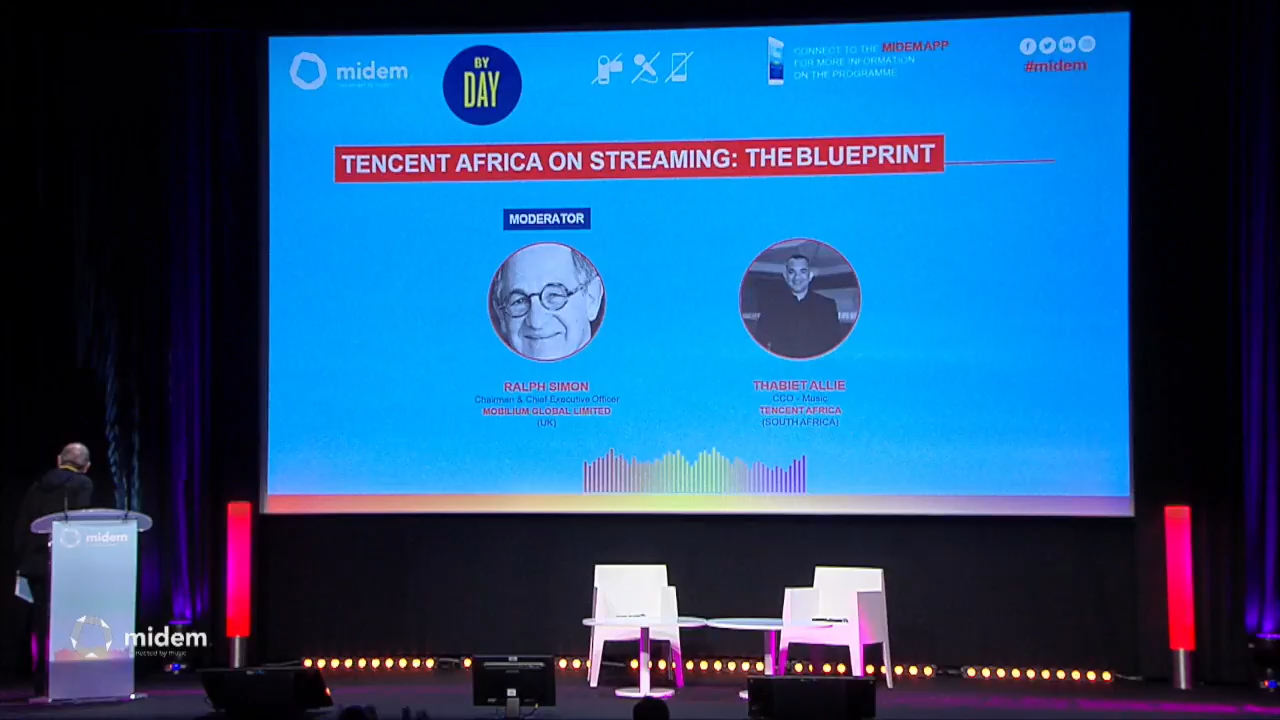 midem
BY
DAY
CONNECT TO THE MIDEMAPP
FOR MORE INFORMATION
ON THE PROGRAMME
#midem
TENCENT AFRICA ON STREAMING: THE BLUEPRINT
MODERATOR
RALPH SIMON
Chairman & Chief Executive Officer
MOBILIUM GLOBAL LIMITED
(UK)
THABIET ALLIE
CCO - Music
TENCENT AFRICA
(SOUTH AFRICA)
midem
midem